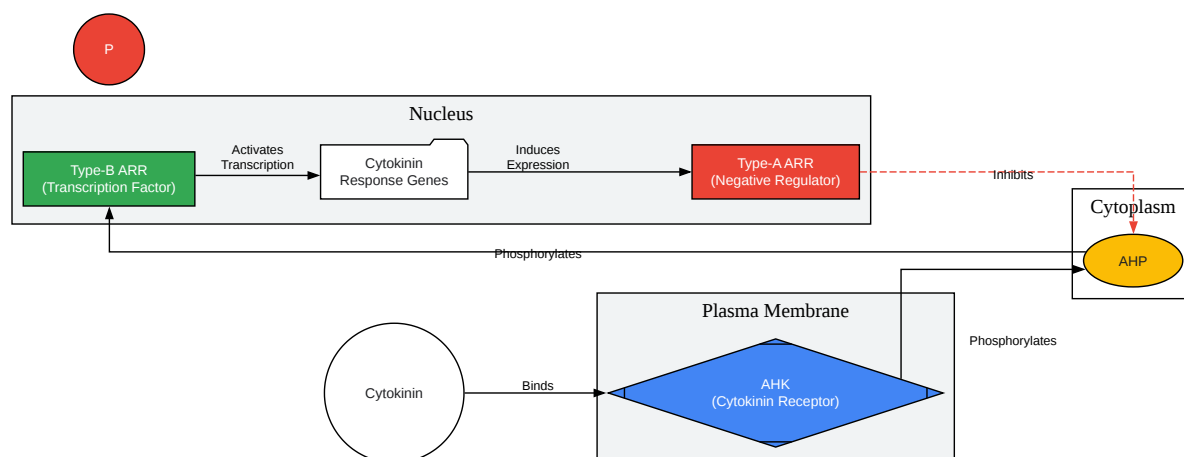 P
Nucleus
Activates
Transcription
Induces
Expression
Type-B ARR
(Transcription Factor)
Cytokinin
Response Genes
Type-A ARR
(Negative Regulator)
Inhibits
Cytoplasm
AHP
Phosphorylates
Plasma Membrane
Phosphorylates
Cytokinin
Binds
AHK
(Cytokinin Receptor)